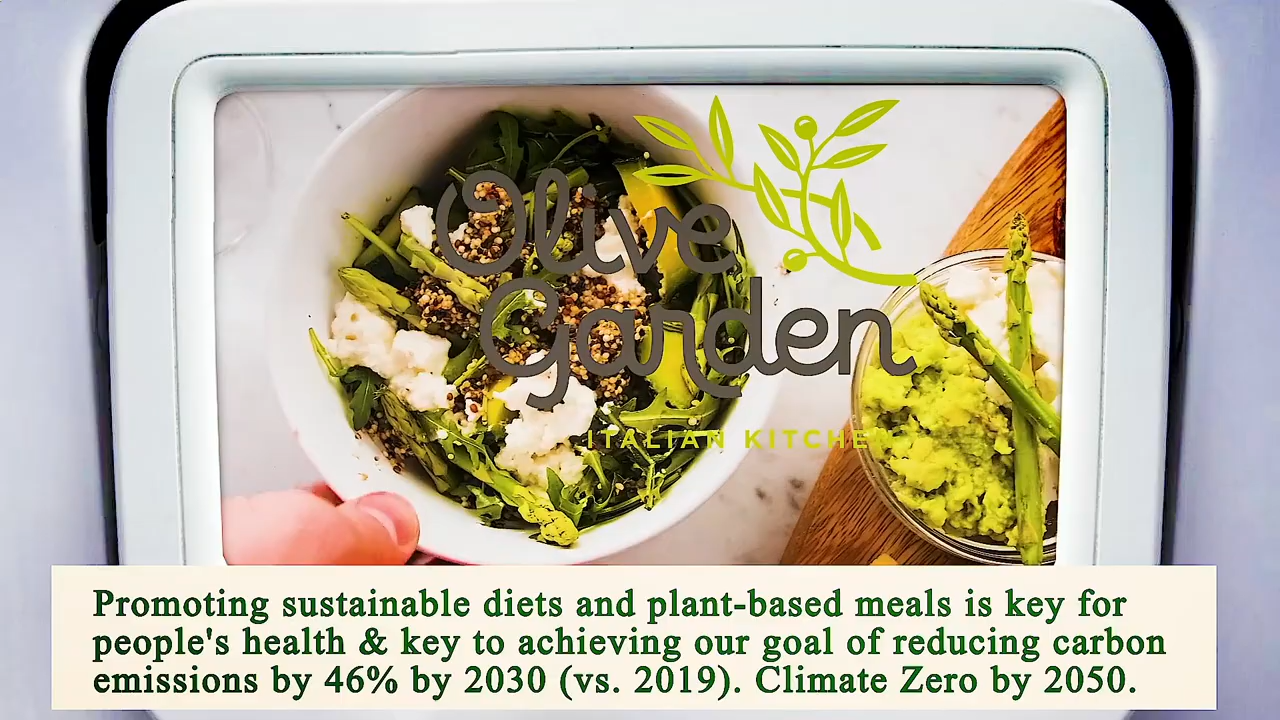 Olive
Garden
ITALIAN KITCHEN
Promoting sustainable diets and plant-based meals is key for
people's health & key to achieving our goal of reducing carbon
emissions by 46% by 2030 (vs. 2019). Climate Zero by 2050.